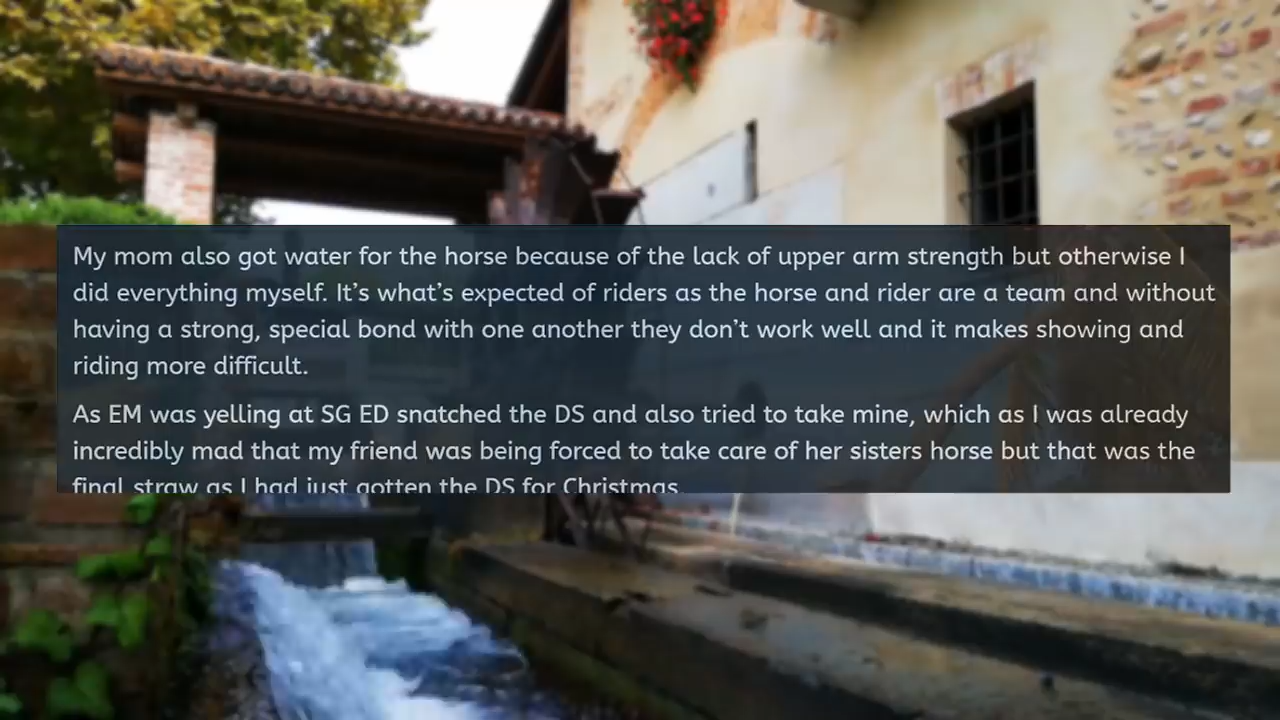 My mom also got water for the horse because of the lack of upper arm strength but otherwise I
did everything myself. It’s what’s expected of riders as the horse and rider are a team and without
having a strong, special bond with one another they don’t work well and it makes showing and
riding more difficult.
As EM was yelling at SG ED snatched the DS and also tried to take mine, which as I was already
incredibly mad that my friend was being forced to take care of her sisters horse but that was the
final straw as I had just gotten the DS for Christmas.